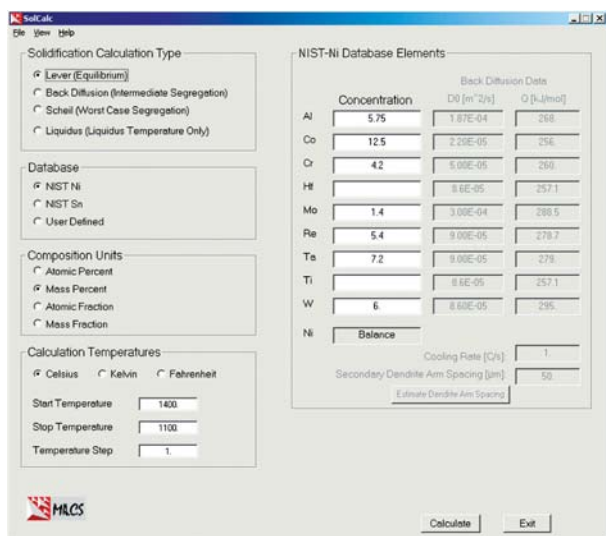 SolCalc
File View Help
Solidification Calculation Type
Lever (Equilibrium)
Back Diffusion (Intermediate Segregation)
Scheil (Worst Case Segregation)
Liquidus (Liquidus Temperature Only)
Database
NIST Ni
NIST Sn
User Defined
Composition Units
Atomic Percent
Mass Percent
Atomic Fraction
Mass Fraction
Calculation Temperatures
Celsius Kelvin Fahrenheit
Start Temperature 1400.
Stop Temperature 1100.
Temperature Step 1.
NIST-Ni Database Elements
Back Diffusion Data
Concentration D0 [m^2/s] Q [kJ/mol]
Al 5.75 1.87E-04 268.
Co 12.5 2.20E-05 256.
Cr 4.2 5.00E-05 260.
Hf 8.6E-05 257.1
Mo 1.4 3.00E-04 288.5
Re 5.4 9.00E-05 278.7
Ta 7.2 9.00E-05 279.
Ti 8.6E-05 257.1
W 6. 8.60E-05 295.
Ni Balance
Cooling Rate [C/s]: 1.
Secondary Dendrite Arm Spacing [µm]: 50.
Estimate Dendrite Arm Spacing
Calculate Exit